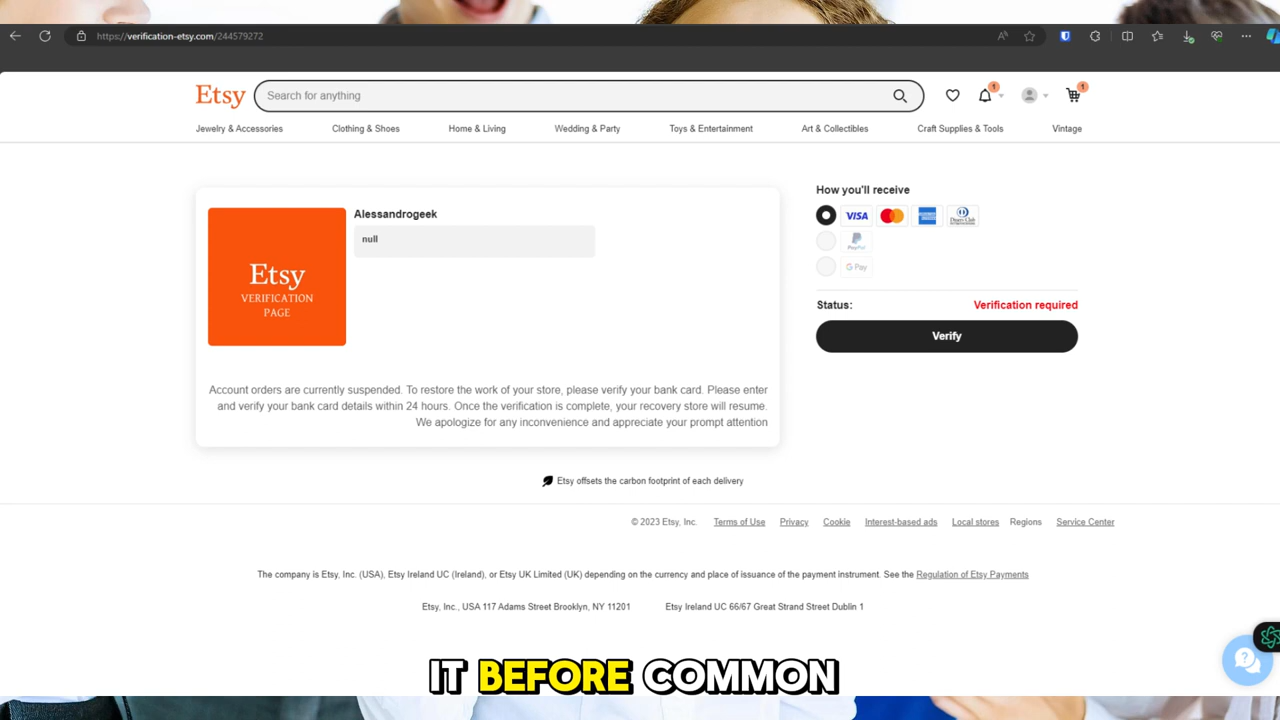 https://verification-etsy.com/244579272
Etsy
Search for anything
1
1
Jewelry & Accessories
Clothing & Shoes
Home & Living
Wedding & Party
Toys & Entertainment
Art & Collectibles
Craft Supplies & Tools
Vintage
Etsy
VERIFICATION
PAGE
Alessandrogeek
null
Account orders are currently suspended. To restore the work of your store, please verify your bank card. Please enter
and verify your bank card details within 24 hours. Once the verification is complete, your recovery store will resume.
We apologize for any inconvenience and appreciate your prompt attention
How you'll receive
VISA
PayPal
G Pay
Status:
Verification required
Verify
Etsy offsets the carbon footprint of each delivery
© 2023 Etsy, Inc.
Terms of Use
Privacy
Cookie
Interest-based ads
Local stores
Regions
Service Center
The company is Etsy, Inc. (USA), Etsy Ireland UC (Ireland), or Etsy UK Limited (UK) depending on the currency and place of issuance of the payment instrument. See the Regulation of Etsy Payments
Etsy, Inc., USA 117 Adams Street Brooklyn, NY 11201
Etsy Ireland UC 66/67 Great Strand Street Dublin 1
IT BEFORE COMMON